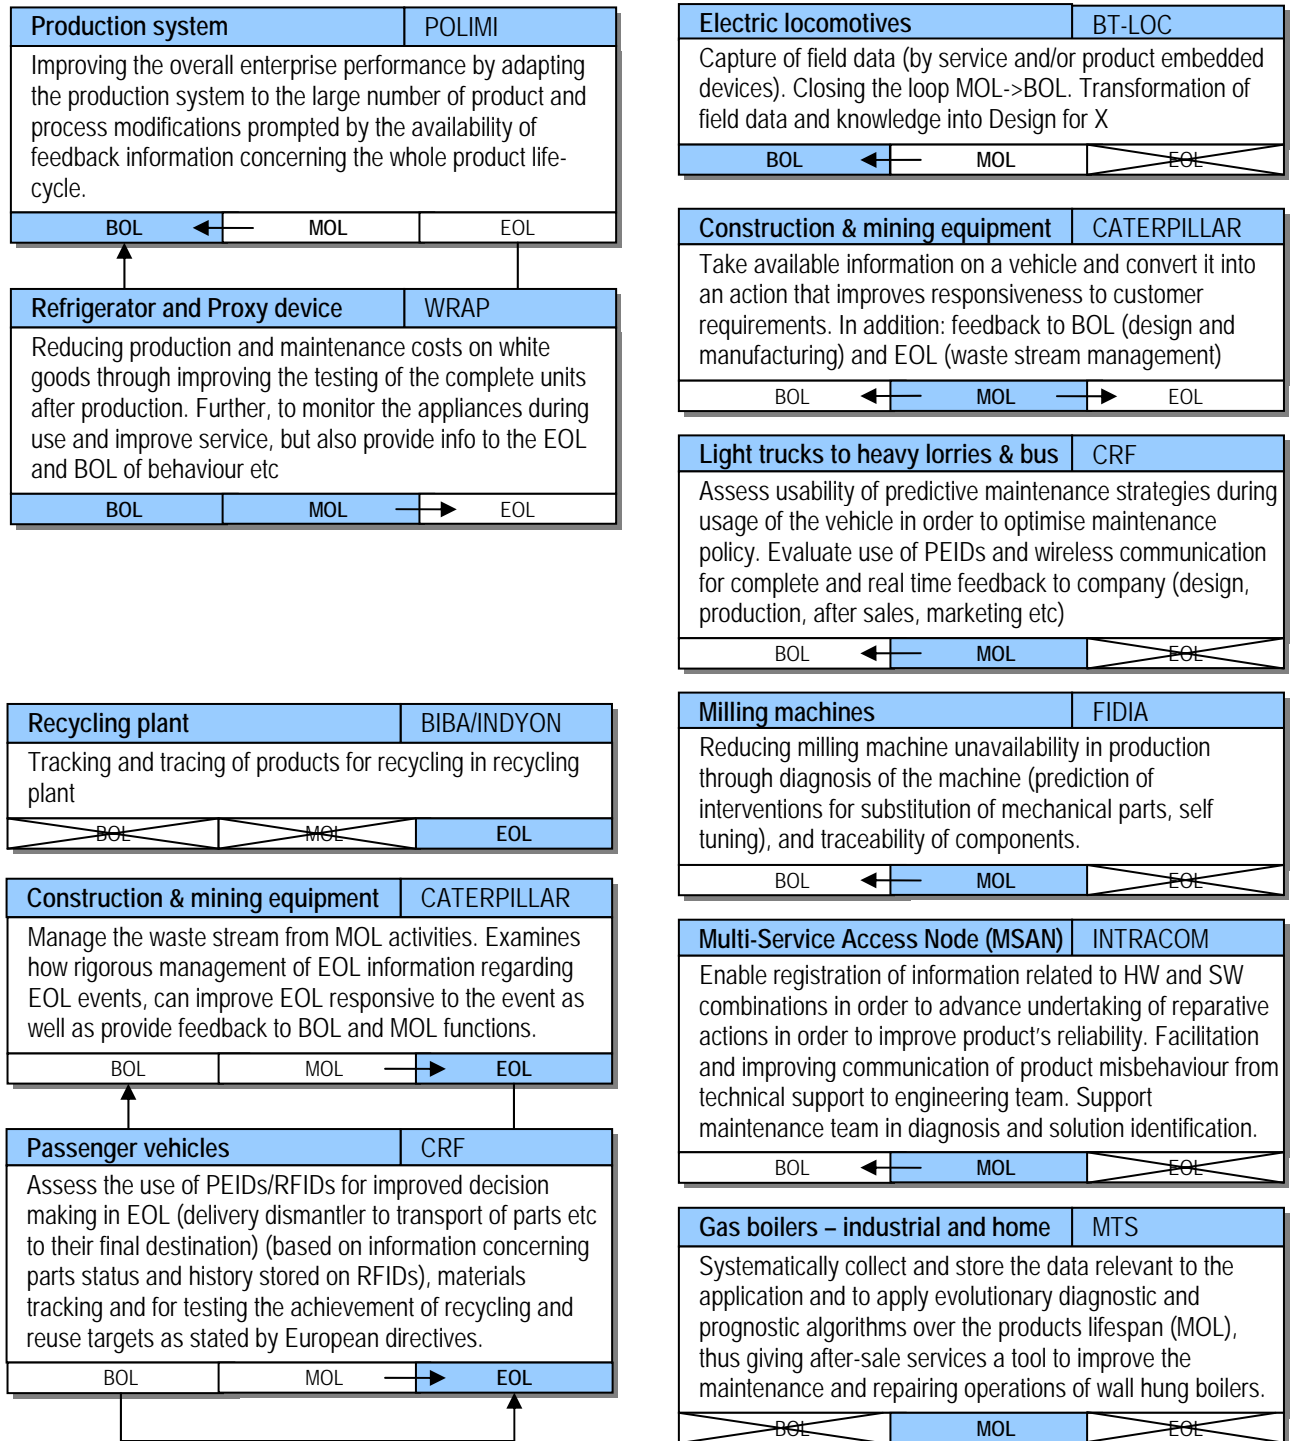 Production system POLIMI
Improving the overall enterprise performance by adapting
the production system to the large number of product and
process modifications prompted by the availability of
feedback information concerning the whole product life-
cycle.
BOL MOL EOL
Refrigerator and Proxy device WRAP
Reducing production and maintenance costs on white
goods through improving the testing of the complete units
after production. Further, to monitor the appliances during
use and improve service, but also provide info to the EOL
and BOL of behaviour etc
BOL MOL EOL
Recycling plant BIBA/INDYON
Tracking and tracing of products for recycling in recycling
plant
BOL MOL EOL
Construction & mining equipment CATERPILLAR
Manage the waste stream from MOL activities. Examines
how rigorous management of EOL information regarding
EOL events, can improve EOL responsive to the event as
well as provide feedback to BOL and MOL functions.
BOL MOL EOL
Passenger vehicles CRF
Assess the use of PEIDs/RFIDs for improved decision
making in EOL (delivery dismantler to transport of parts etc
to their final destination) (based on information concerning
parts status and history stored on RFIDs), materials
tracking and for testing the achievement of recycling and
reuse targets as stated by European directives.
BOL MOL EOL
Electric locomotives BT-LOC
Capture of field data (by service and/or product embedded
devices). Closing the loop MOL->BOL. Transformation of
field data and knowledge into Design for X
BOL MOL EOL
Construction & mining equipment CATERPILLAR
Take available information on a vehicle and convert it into
an action that improves responsiveness to customer
requirements. In addition: feedback to BOL (design and
manufacturing) and EOL (waste stream management)
BOL MOL EOL
Light trucks to heavy lorries & bus CRF
Assess usability of predictive maintenance strategies during
usage of the vehicle in order to optimise maintenance
policy. Evaluate use of PEIDs and wireless communication
for complete and real time feedback to company (design,
production, after sales, marketing etc)
BOL MOL EOL
Milling machines FIDIA
Reducing milling machine unavailability in production
through diagnosis of the machine (prediction of
interventions for substitution of mechanical parts, self
tuning), and traceability of components.
BOL MOL EOL
Multi-Service Access Node (MSAN) INTRACOM
Enable registration of information related to HW and SW
combinations in order to advance undertaking of reparative
actions in order to improve product's reliability. Facilitation
and improving communication of product misbehaviour from
technical support to engineering team. Support
maintenance team in diagnosis and solution identification.
BOL MOL EOL
Gas boilers – industrial and home MTS
Systematically collect and store the data relevant to the
application and to apply evolutionary diagnostic and
prognostic algorithms over the products lifespan (MOL),
thus giving after-sale services a tool to improve the
maintenance and repairing operations of wall hung boilers.
BOL MOL EOL